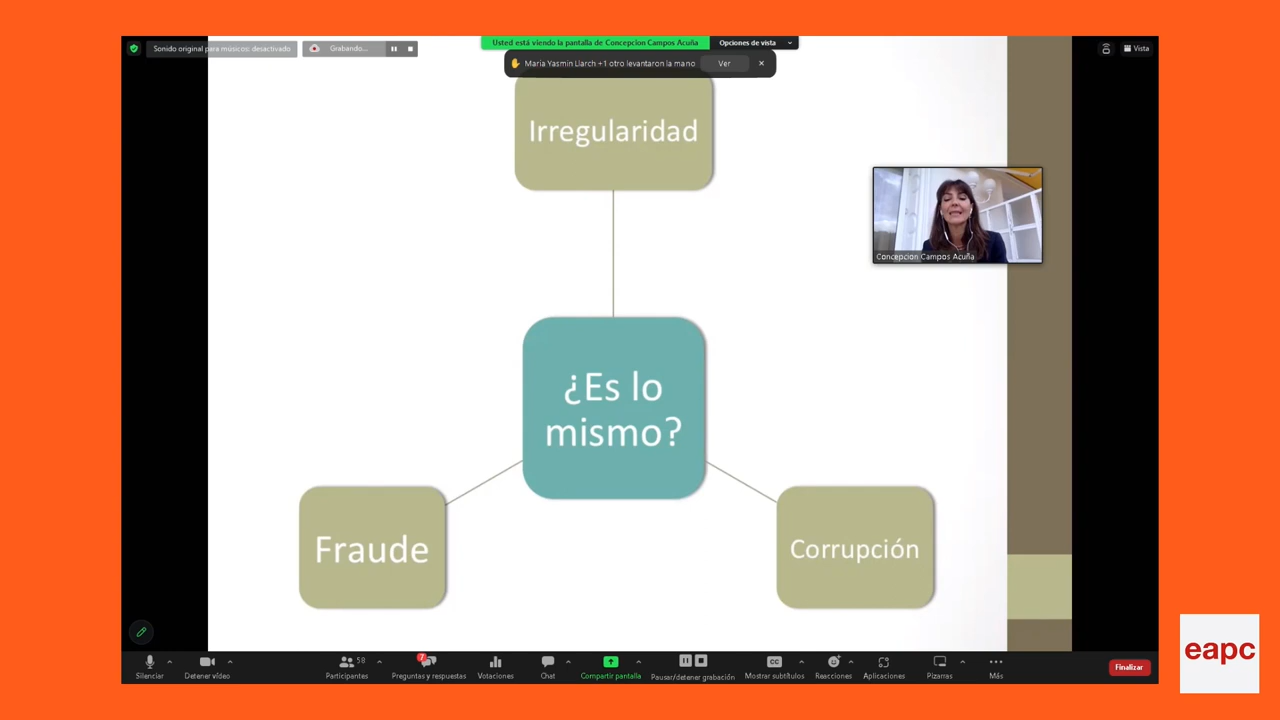 Sonido original para músicos: desactivado
Grabando...
Usted está viendo la pantalla de Concepcion Campos Acuña
Opciones de vista
Vista
Maria Yasmin Llarch +1 otro levantaron la mano
Ver
Irregularidad
Concepcion Campos Acuña
¿Es lo
mismo?
Fraude
Corrupción
eapc
Silenciar
Detener vídeo
58
Participantes
7
Preguntas y respuestas
Votaciones
Chat
Compartir pantalla
Pausar/detener grabación
CC
Mostrar subtítulos
Reacciones
Aplicaciones
Pizarras
Más
Finalizar